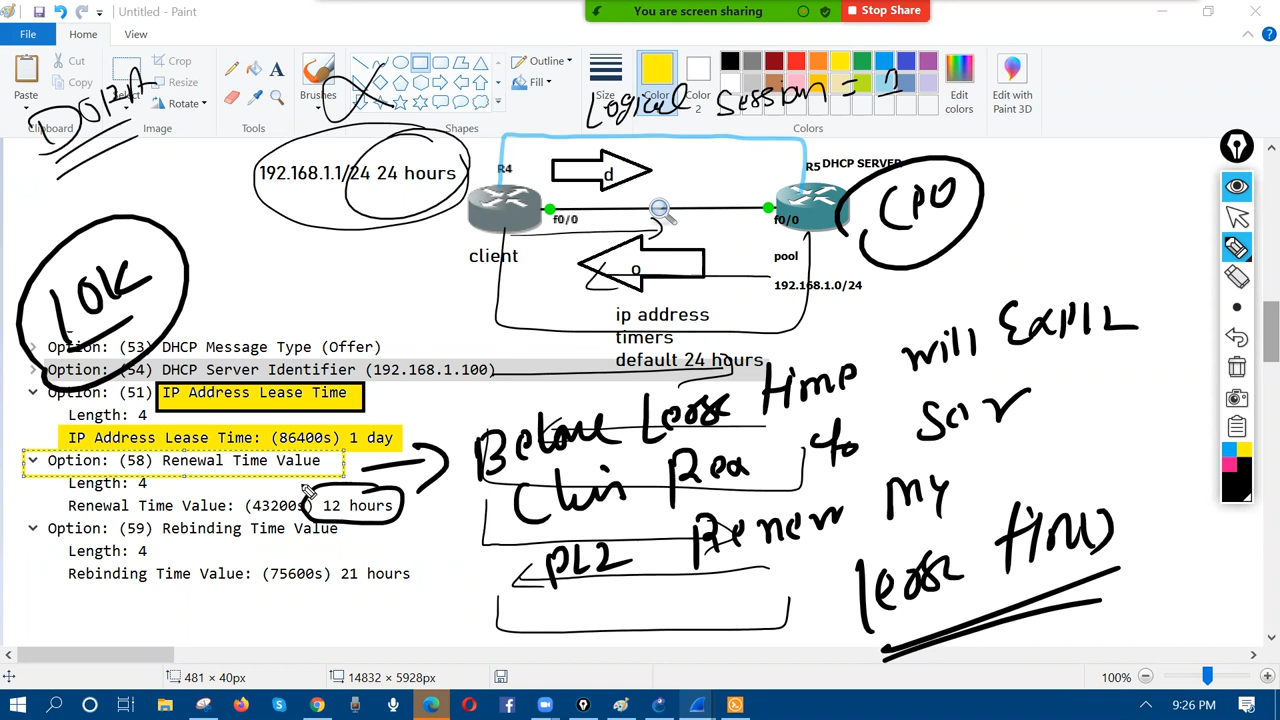 Untitled - Paint
You are screen sharing
Stop Share
File
Home
View
Paste
Cut
Copy
Clipboard
Crop
Resize
Rotate
Image
Tools
Brushes
Shapes
Outline
Fill
Size
Color 1
Color 2
Colors
Edit colors
Edit with Paint 3D
DORA
Logical Session = 1
192.168.1.1/24 24 hours
R4
d
R5
DHCP SERVER
CPU
f0/0
f0/0
client
o
pool
192.168.1.0/24
10K
ip address
timers
default 24 hours
Option: (53) DHCP Message Type (Offer)
Option: (54) DHCP Server Identifier (192.168.1.100)
Option: (51) IP Address Lease Time
Length: 4
IP Address Lease Time: (86400s) 1 day
Option: (58) Renewal Time Value
Length: 4
Renewal Time Value: (43200s) 12 hours
Option: (59) Rebinding Time Value
Length: 4
Rebinding Time Value: (75600s) 21 hours
Before Lease time will
to Ser
Renew my
lease
481 × 40px
14832 × 5928px
100%
9:26 PM